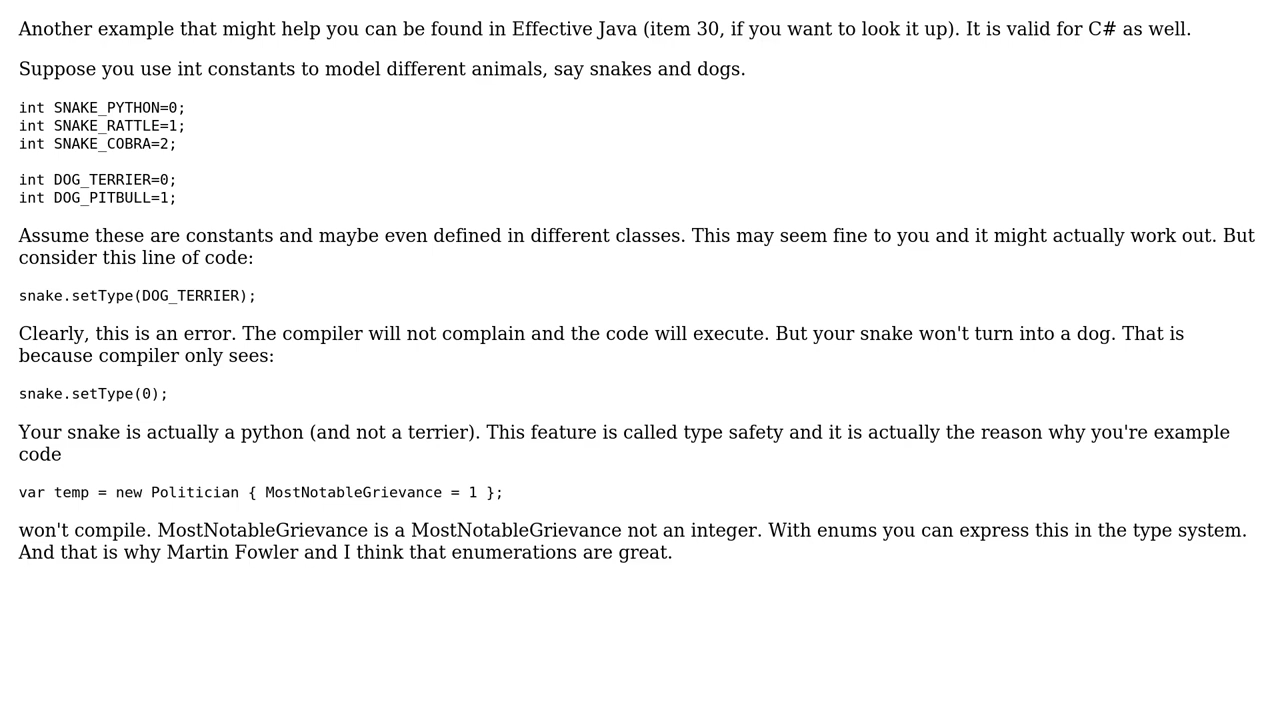 Another example that might help you can be found in Effective Java (item 30, if you want to look it up). It is valid for C# as well.
Suppose you use int constants to model different animals, say snakes and dogs.
int SNAKE_PYTHON=0;
int SNAKE_RATTLE=1;
int SNAKE_COBRA=2;
int DOG_TERRIER=0;
int DOG_PITBULL=1;
Assume these are constants and maybe even defined in different classes. This may seem fine to you and it might actually work out. But
consider this line of code:
snake.setType(DOG_TERRIER);
Clearly, this is an error. The compiler will not complain and the code will execute. But your snake won't turn into a dog. That is
because compiler only sees:
snake.setType(0);
Your snake is actually a python (and not a terrier). This feature is called type safety and it is actually the reason why you're example
code
var temp = new Politician { MostNotableGrievance = 1 };
won't compile. MostNotableGrievance is a MostNotableGrievance not an integer. With enums you can express this in the type system.
And that is why Martin Fowler and I think that enumerations are great.